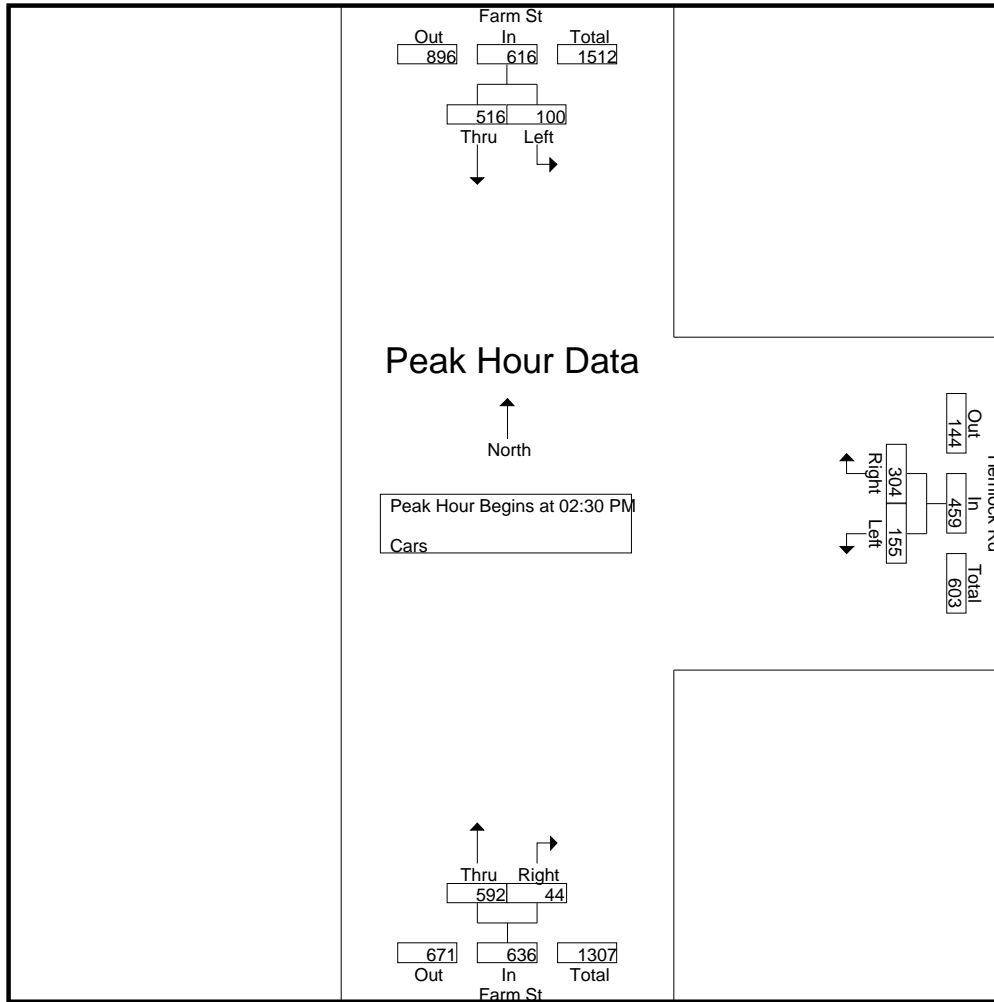 Farm St
Out In Total
896 616 1512
516 100
Thru Left
Peak Hour Data
North
Peak Hour Begins at 02:30 PM
Cars
Out In Total
144 459 603
304 155
Right Left
Thru Right
592 44
671 636 1307
Out In Total
Farm St